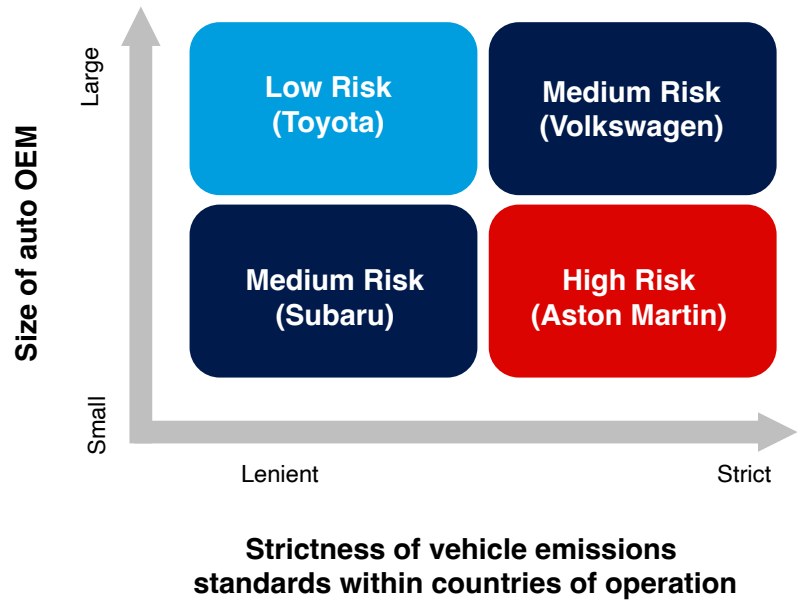 Large
Size of auto OEM
Small
Low Risk
(Toyota)
Medium Risk
(Volkswagen)
Medium Risk
(Subaru)
High Risk
(Aston Martin)
Lenient
Strict
Strictness of vehicle emissions
standards within countries of operation